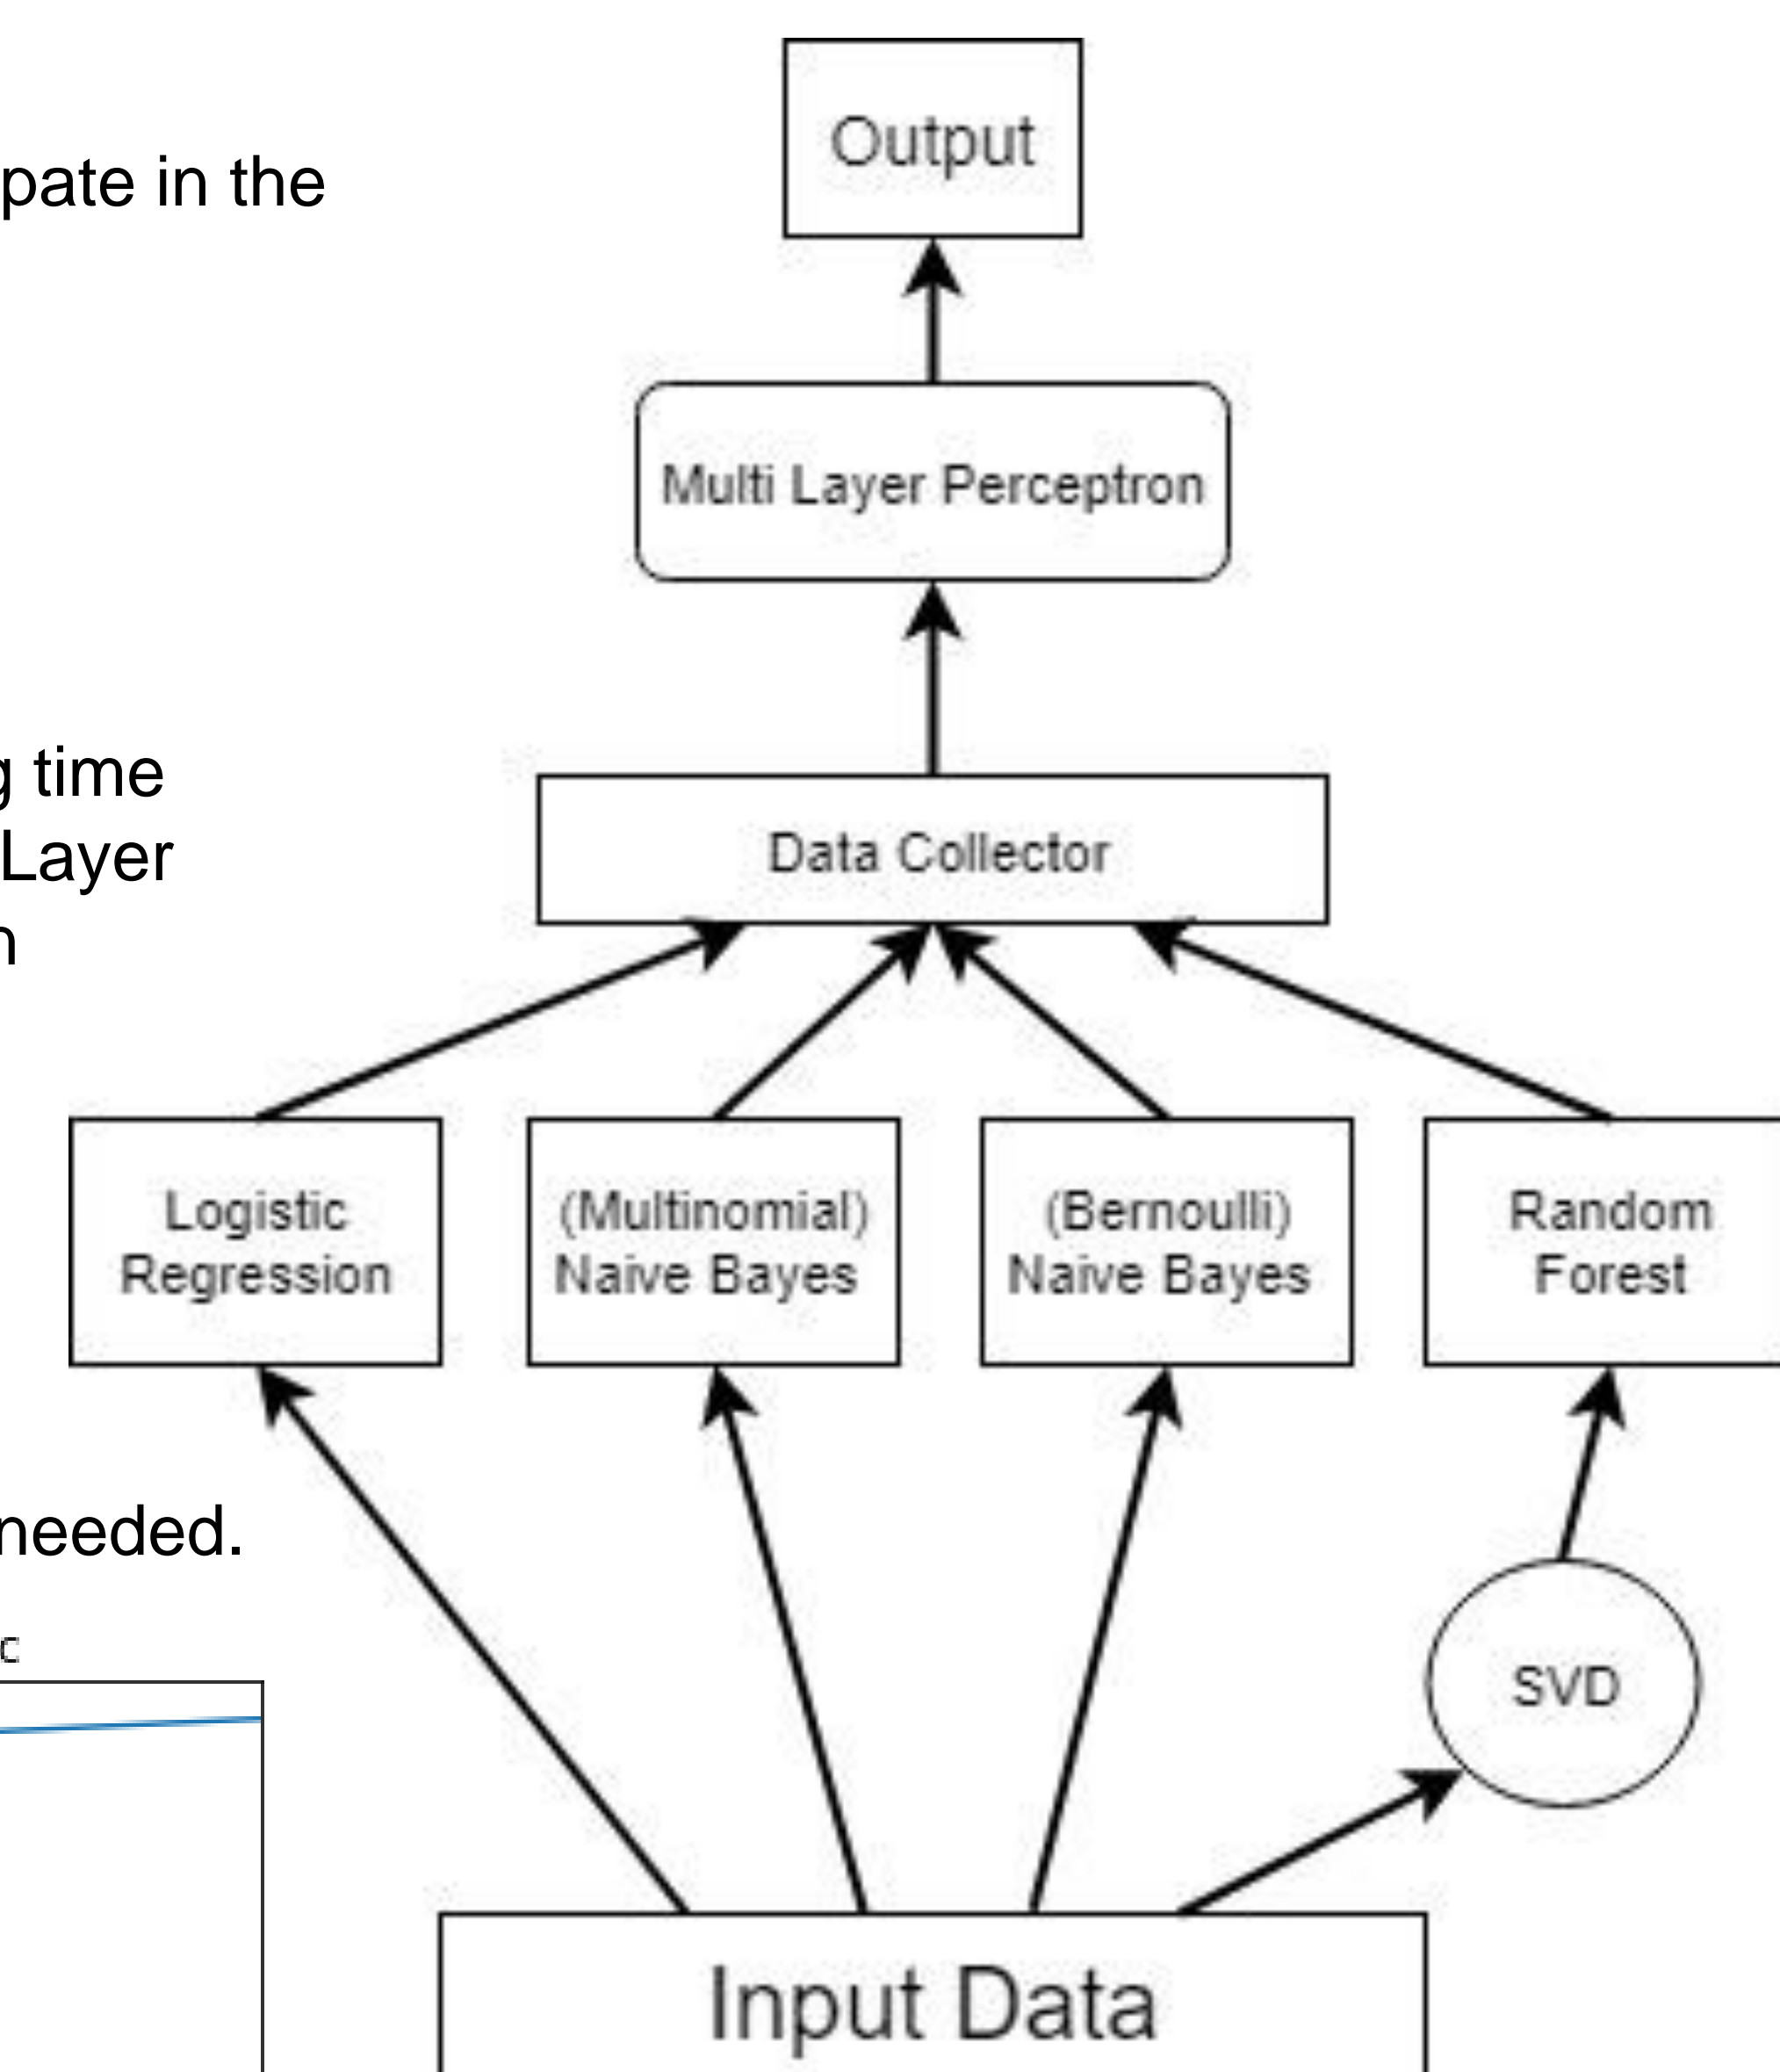 pate in the
g time
Layer
n
needed.
c
Output
Multi Layer Perceptron
Data Collector
Logistic
Regression
(Multinomial)
Naive Bayes
(Bernoulli)
Naive Bayes
Random
Forest
SVD
Input Data